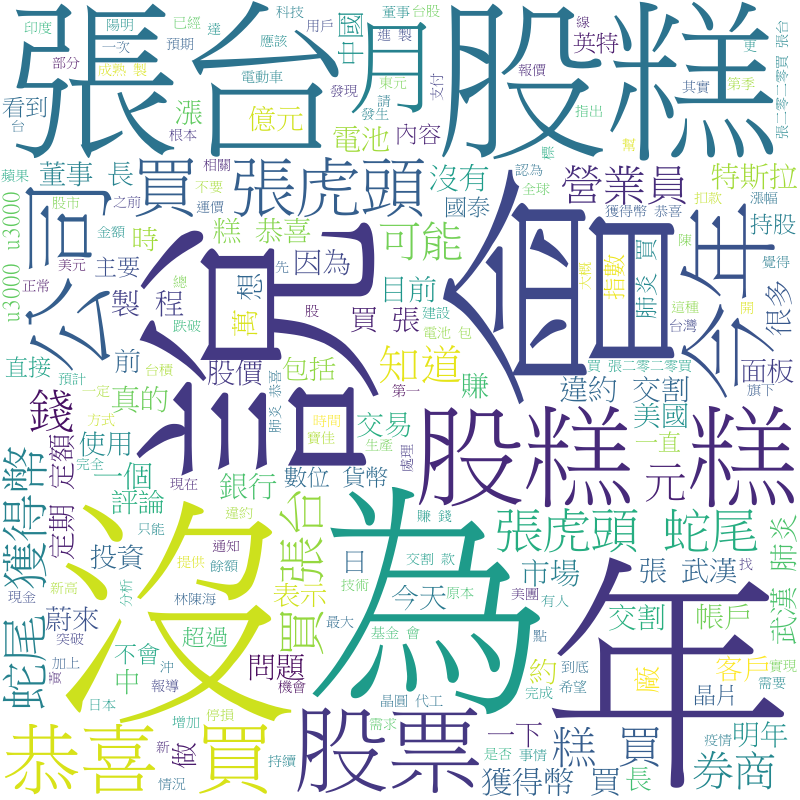 印度 陽明 已經 科技 用戶 董事 台股 線
張台 月 股糕
一次 預期 達 應該 中國 進 製 英特 更
部分 成熟 製 電動車 東元 報價 其實 第季
看到 億元 發現 請 支付 指出
台 漲 根本 電池 發生 內容 幫
張二零二零買 張台
蘋果 董事 長 買 相關 張虎頭 沒有 認為 營業員 特斯拉
股市 之前 不要 運價 國泰 全球 獲得幣 恭喜 扣款 漲幅
u3000 u3000 公司 金額 糕 恭喜 可能 持股
時 陳 覺得
正常 美元 主要 總 想 因為 目前 先 大概 指數 肺炎 買 這種 開 今年 很多
製 程 萬 股 買 張 建設 台灣
跌破 說 會
直接 前 股價 包括 知道 電池 包 買 張二零二零買 面板
預計 台積 賺 違約 交割 旗下
一定 真的 肺炎 恭喜 第一 美國
錢 方式 時間 交易 股糕 糕
定期 定額 使用 現在 寶佳 生產 一直
獲得幣 完全 一個 評論 銀行 數位 貨幣 處理 元
沒 只能 違約 買 張台 賺 錢 為 張虎頭 蛇尾 年
投資 提供 通知 交割 款 日 市場 張 武漢 找 武漢 肺炎
新高 餘額 技術 原本 美團 有人
現金 分析 林陳海 表示 今天 交割 帳戶
蛇尾 蔚來 超過 最大 基金 會 點 實現
突破 不會 問題 約 到底 廠 客戶
黃 加上 沖 中 機會 晶圓 代工 完成 希望 晶片 需要
日本 報導 增加 停損 需求 一下 疫情 明年
恭喜 買 新 做 股票 是否 事情 糕 買 券商
情況 持續 獲得幣 買 長